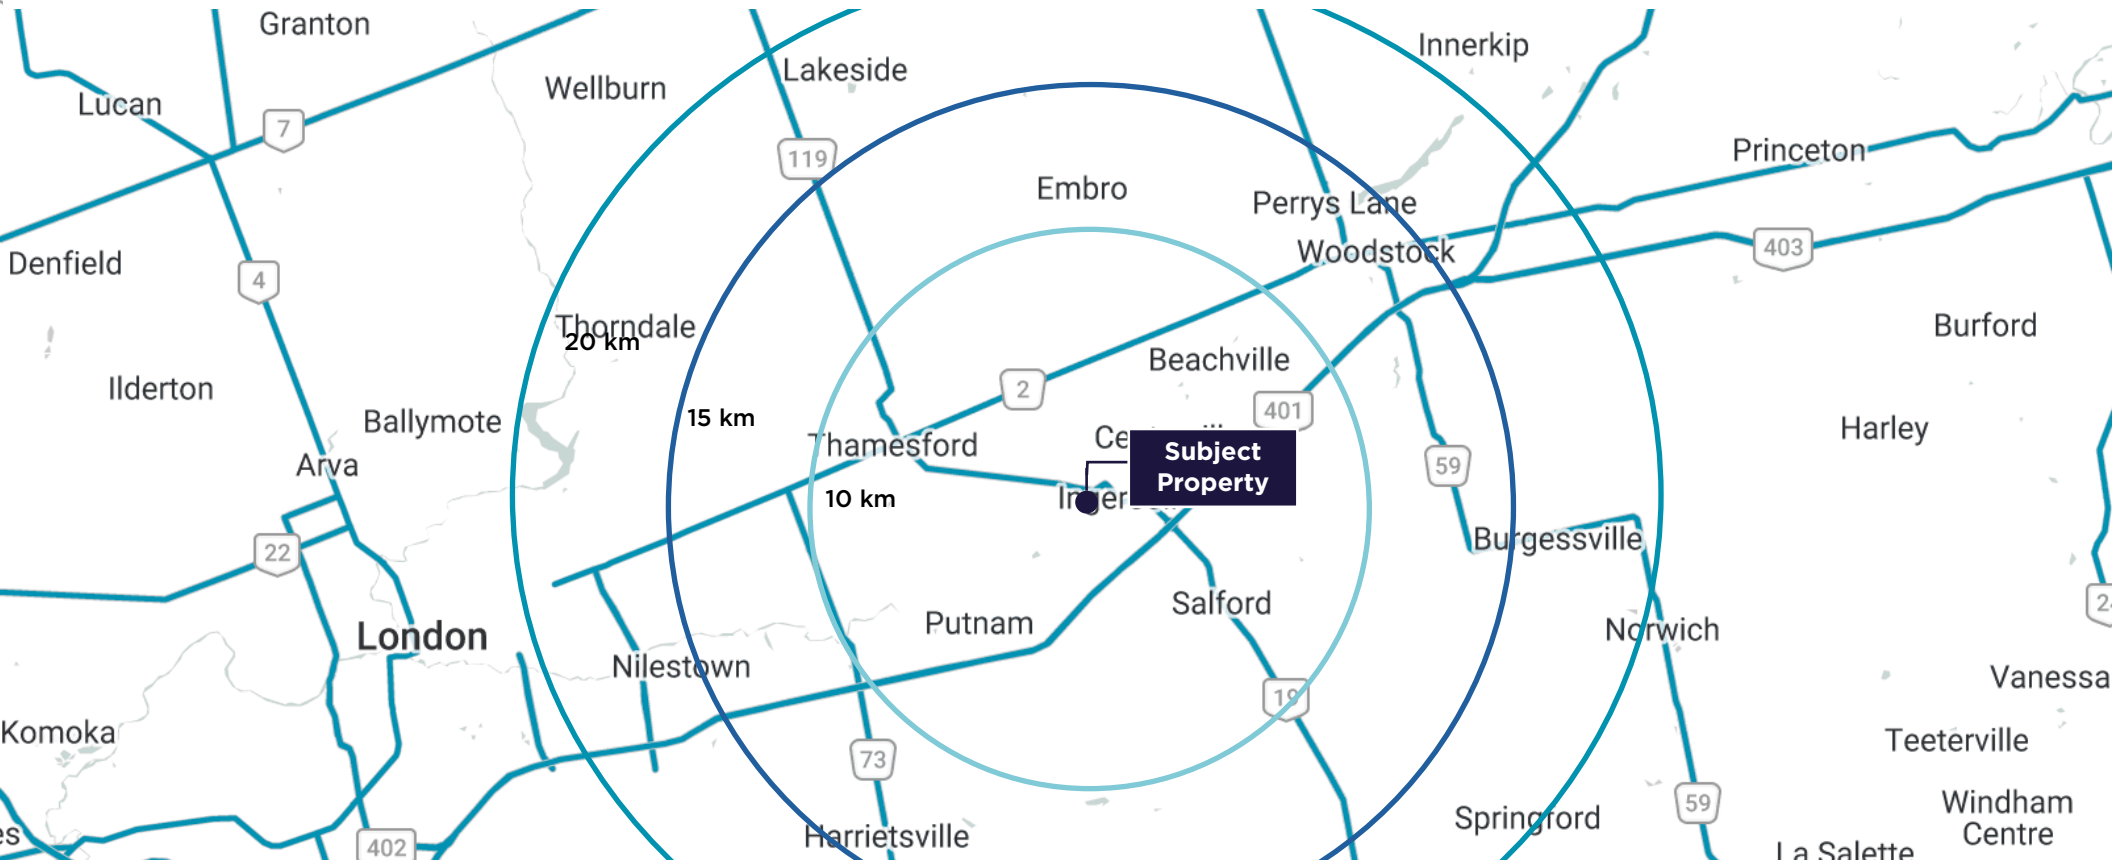 Granton
Innerkip
Lakeside
Wellburn
Lucan
7
119
Princeton
Embro
Perrys Lane
Woodstock
403
Denfield
4
Thorndale
20 km
Burford
Beachville
Ilderton
2
401
Ballymote
15 km
Harley
Thamesford
Subject
Property
Arva
59
10 km
22
Burgessville
Salford
Putnam
London
Norwich
Nilestown
Vanessa
19
Komoka
Teeterville
73
59
Windham
Centre
Springford
Harrietsville
402
La Salette